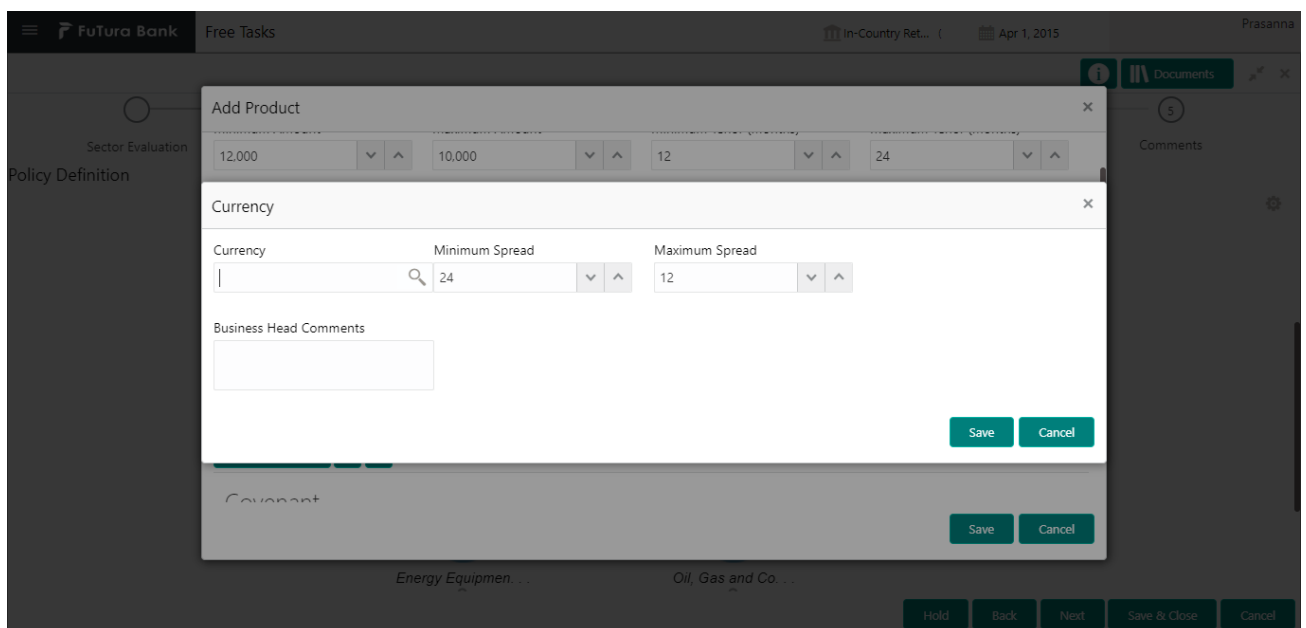 FuTura Bank Free Tasks In-Country Ret... ( Apr 1, 2015 Prasanna
Documents
Add Product
Sector Evaluation
5
Comments
12,000 10,000 12 24
Policy Definition
Currency
Currency Minimum Spread Maximum Spread
24 12
Business Head Comments
Save Cancel
Covenant
Save Cancel
Energy Equipmen. . . Oil, Gas and Co. . .
Hold Back Next Save & Close Cancel